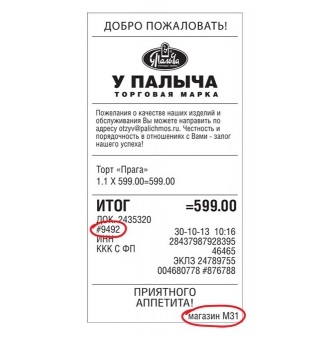 ДОБРО ПОЖАЛОВАТЬ!
у Палыча
У ПАЛЫЧА
ТОРГОВАЯ МАРКА
Пожелания о качестве наших изделий и
обслуживания Вы можете направить по
адресу otzyv@palichmos.ru. Честность и
порядочность в отношениях с Вами - залог
нашего успеха!
Торт «Прага»
1.1 X 599.00=599.00
ИТОГ =599.00
ДОК. 2435320
#9492 30-10-13 10:16
ИНН 28437987928395
ККК С ФП 46465
ЭКЛЗ 24789755
004680778 #876788
ПРИЯТНОГО
АППЕТИТА!
*магазин М31